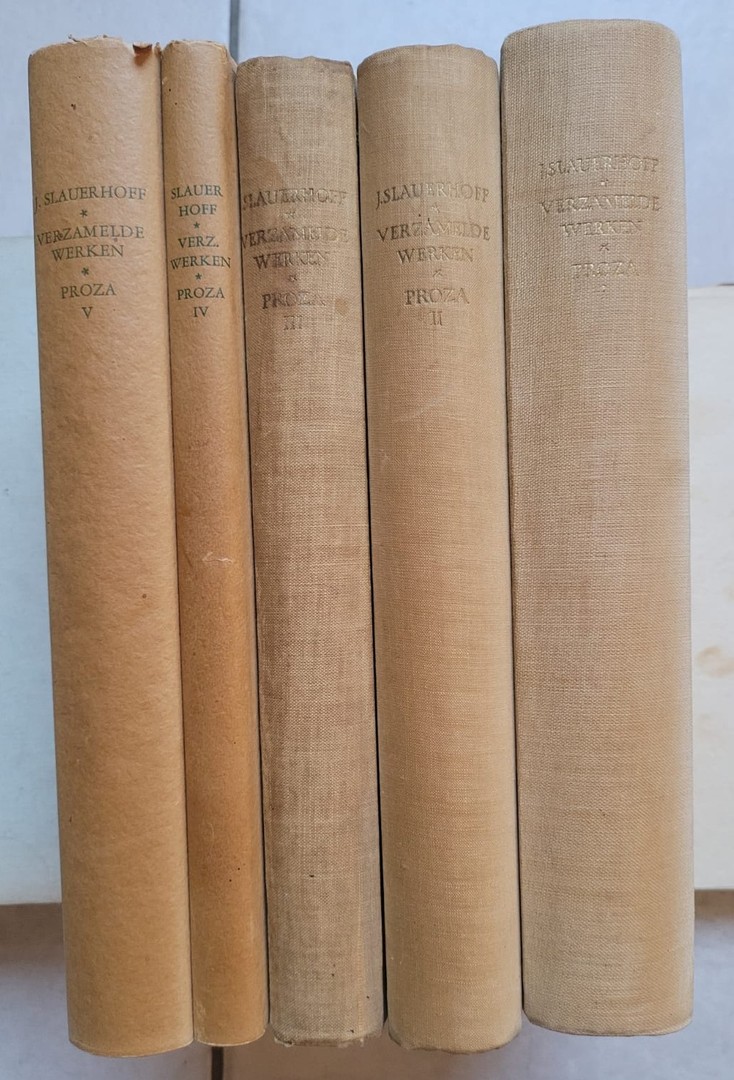 J. SLAUERHOFF
*
VERZAMELDE
WERKEN
*
PROZA
V
SLAUER
HOFF
*
VERZ.
WERKEN
*
PROZA
IV
SLAUERHOFF
*
VERZAMELDE
WERKEN
*
PROZA
III
J. SLAUERHOFF
*
VERZAMELDE
WERKEN
*
PROZA
II
J. SLAUERHOFF
*
VERZAMELDE
WERKEN
*
PROZA